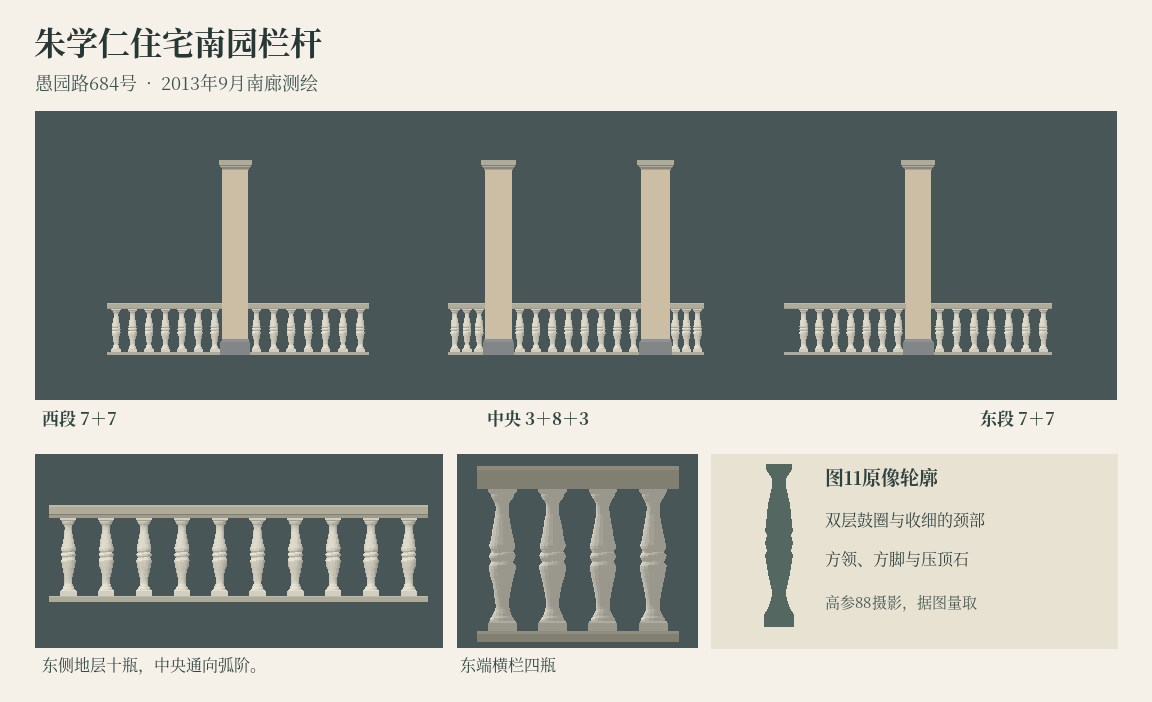 朱学仁住宅南园栏杆
愚园路684号 · 2013年9月南廊测绘
西段 7+7
中央 3+8+3
东段 7+7
图11原像轮廓
双层鼓圈与收细的颈部
方领、方脚与压顶石
高参88摄影，据图量取
东侧地层十瓶，中央通向弧阶。
东端横栏四瓶